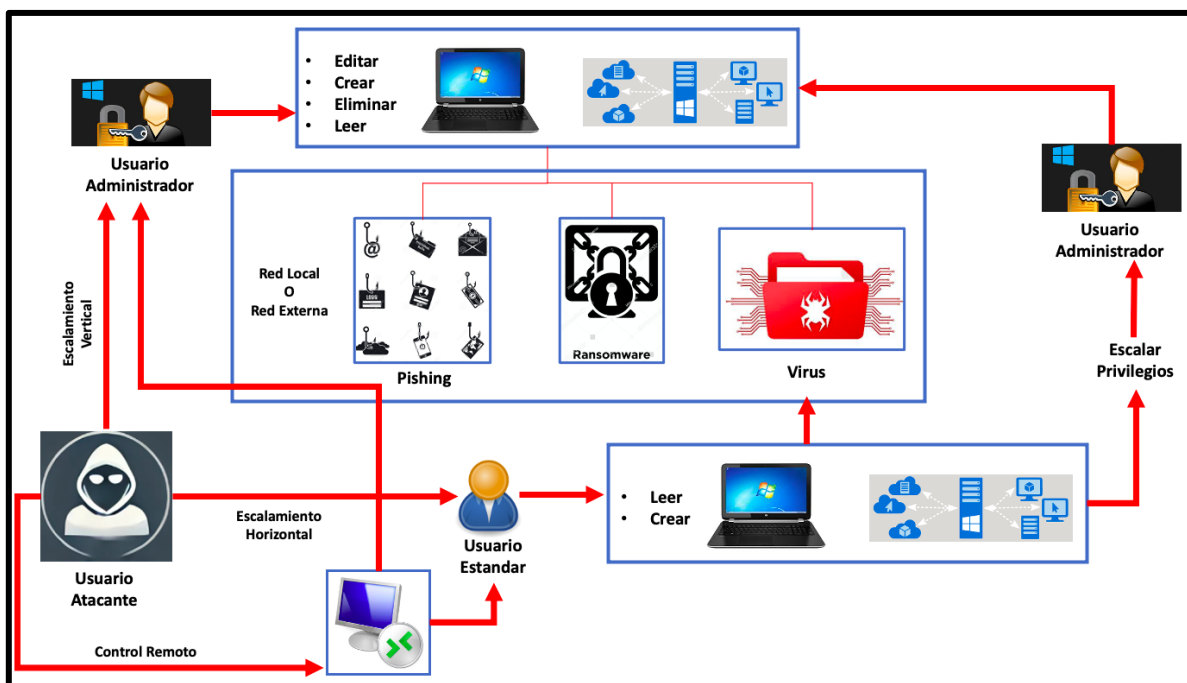 Editar
Crear
Eliminar
Leer
Usuario
Administrador
Usuario
Administrador
Red Local
O
Red Externa
Escalamiento
Vertical
Ransomware
Pishing
Virus
Escalar
Privilegios
Leer
Crear
Escalamiento
Horizontal
Usuario
Estandar
Usuario
Atacante
Control Remoto